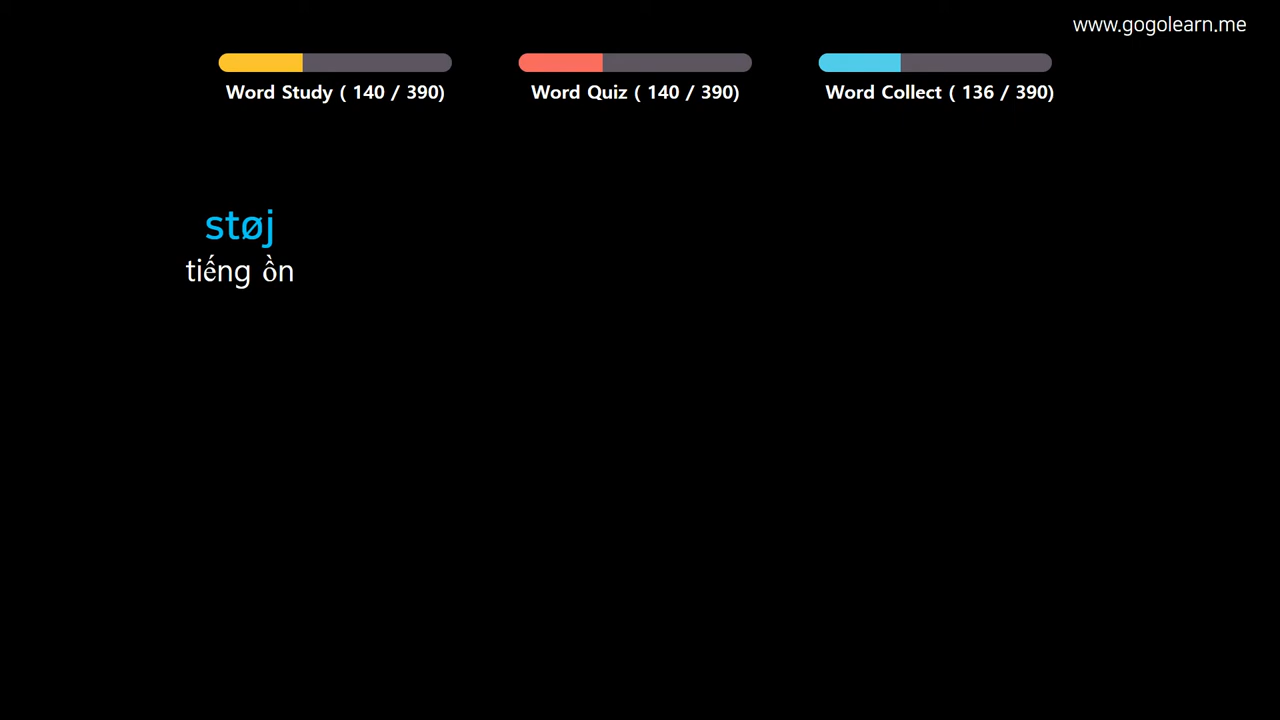 www.gogolearn.me
Word Study ( 140 / 390)
Word Quiz ( 140 / 390)
Word Collect ( 136 / 390)
støj
tiếng ồn